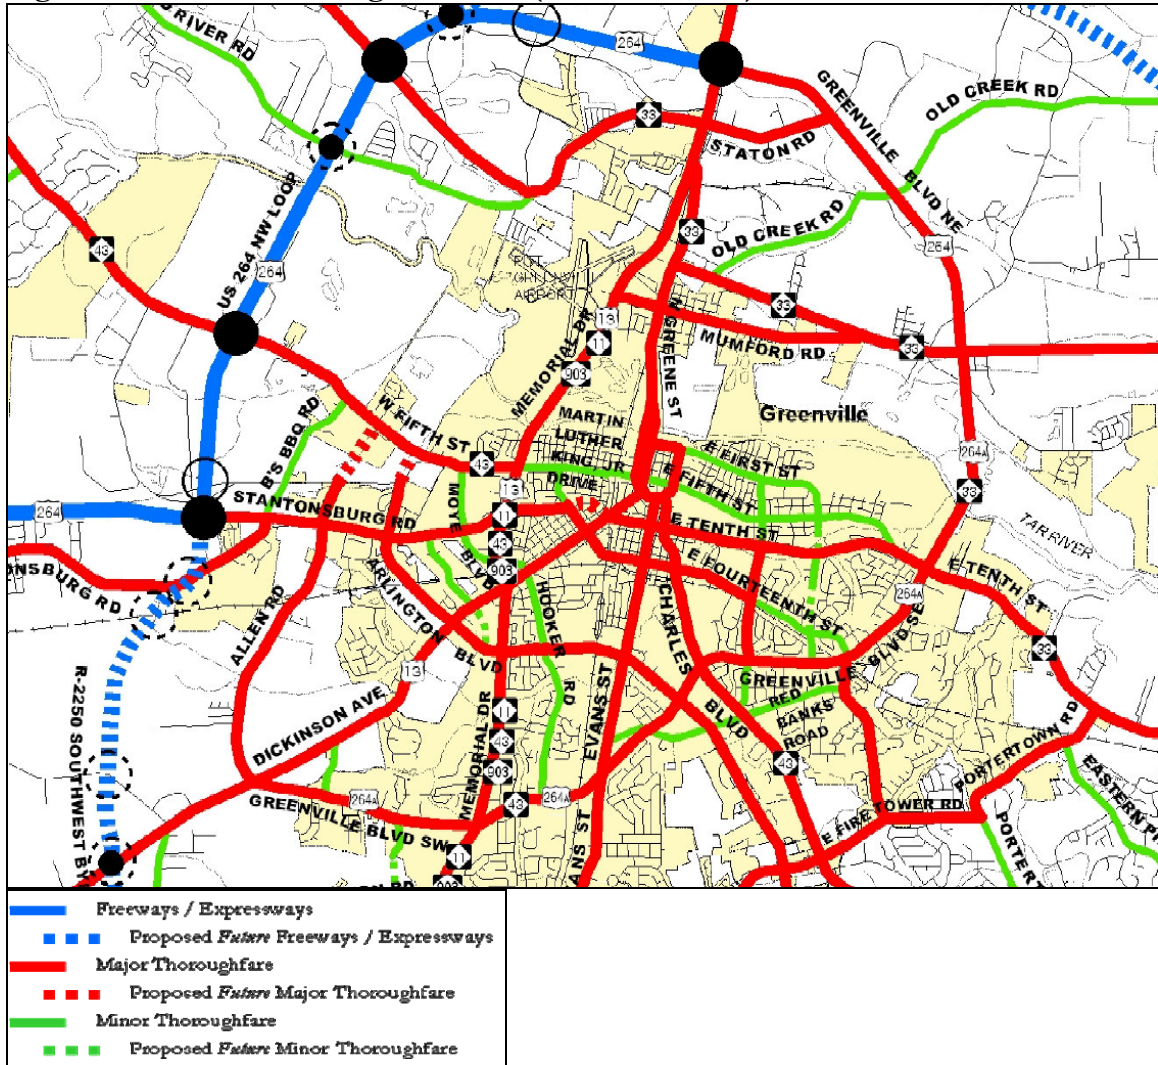 RIVER RD
264
33
STATON RD
GREENVILLE BLVD NE
OLD CREEK RD
43
US 264 NW LOOP
264
33
OLD CREEK RD
264
AIRPORT
33
13
11
903
MEMORIAL DR
N GREENE ST
MUMFORD RD
33
Greenville
B'S BBQ RD
W FIFTH ST
43
MARTIN
LUTHER
KING, JR
DRIVE
E FIRST ST
E FIFTH ST
264A
33
TAR RIVER
264
STANTONSBURG RD
MOYE BLVD
13
11
43
903
E TENTH ST
E FOURTEENTH ST
E TENTH ST
264A
ONSBURG RD
ALLEN RD
ARLINGTON BLVD
HOOKER RD
CHARLES BLVD
GREENVILLE BLVD SE
33
R-2250 SOUTHWEST BY
DICKINSON AVE
13
MEMORIAL DR
11
43
903
EVANS ST
RED
BANKS
ROAD
43
PORTERTOWN RD
GREENVILLE BLVD SW
264A
43
264A
11
903
ANS ST
E FIRE TOWER RD
PORTERT
EASTERN P
Freeways / Expressways
Proposed Future Freeways / Expressways
Major Thoroughfare
Proposed Future Major Thoroughfare
Minor Thoroughfare
Proposed Future Minor Thoroughfare